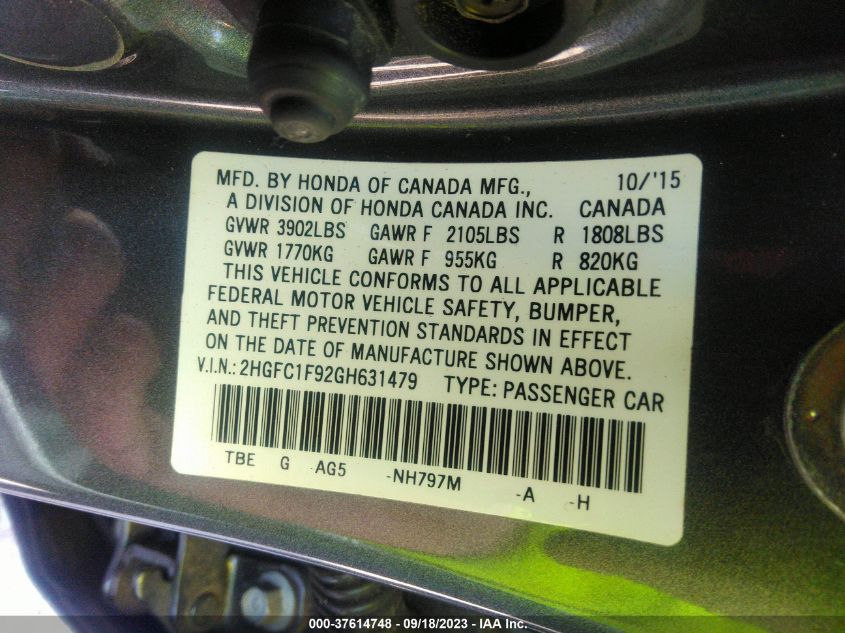 MFD. BY HONDA OF CANADA MFG., 10/'15
A DIVISION OF HONDA CANADA INC. CANADA
GVWR 3902LBS GAWR F 2105LBS R 1808LBS
GVWR 1770KG GAWR F 955KG R 820KG
THIS VEHICLE CONFORMS TO ALL APPLICABLE
FEDERAL MOTOR VEHICLE SAFETY, BUMPER,
AND THEFT PREVENTION STANDARDS IN EFFECT
ON THE DATE OF MANUFACTURE SHOWN ABOVE.
V.I.N.: 2HGFC1F92GH631479 TYPE: PASSENGER CAR
TBE G AG5 -NH797M -A -H
000-37614748 - 09/18/2023 - IAA Inc.